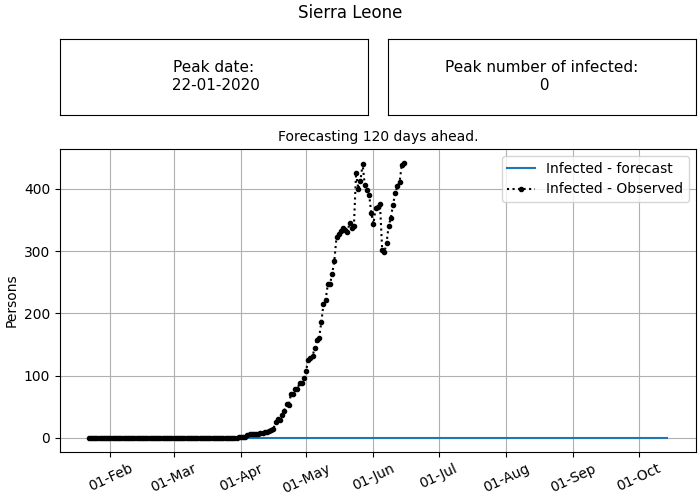 Sierra Leone
Peak date:
22-01-2020
Peak number of infected:
0
Forecasting 120 days ahead.
Infected - forecast
Infected - Observed
Persons
400
300
200
100
0
01-Feb
01-Mar
01-Apr
01-May
01-Jun
01-Jul
01-Aug
01-Sep
01-Oct